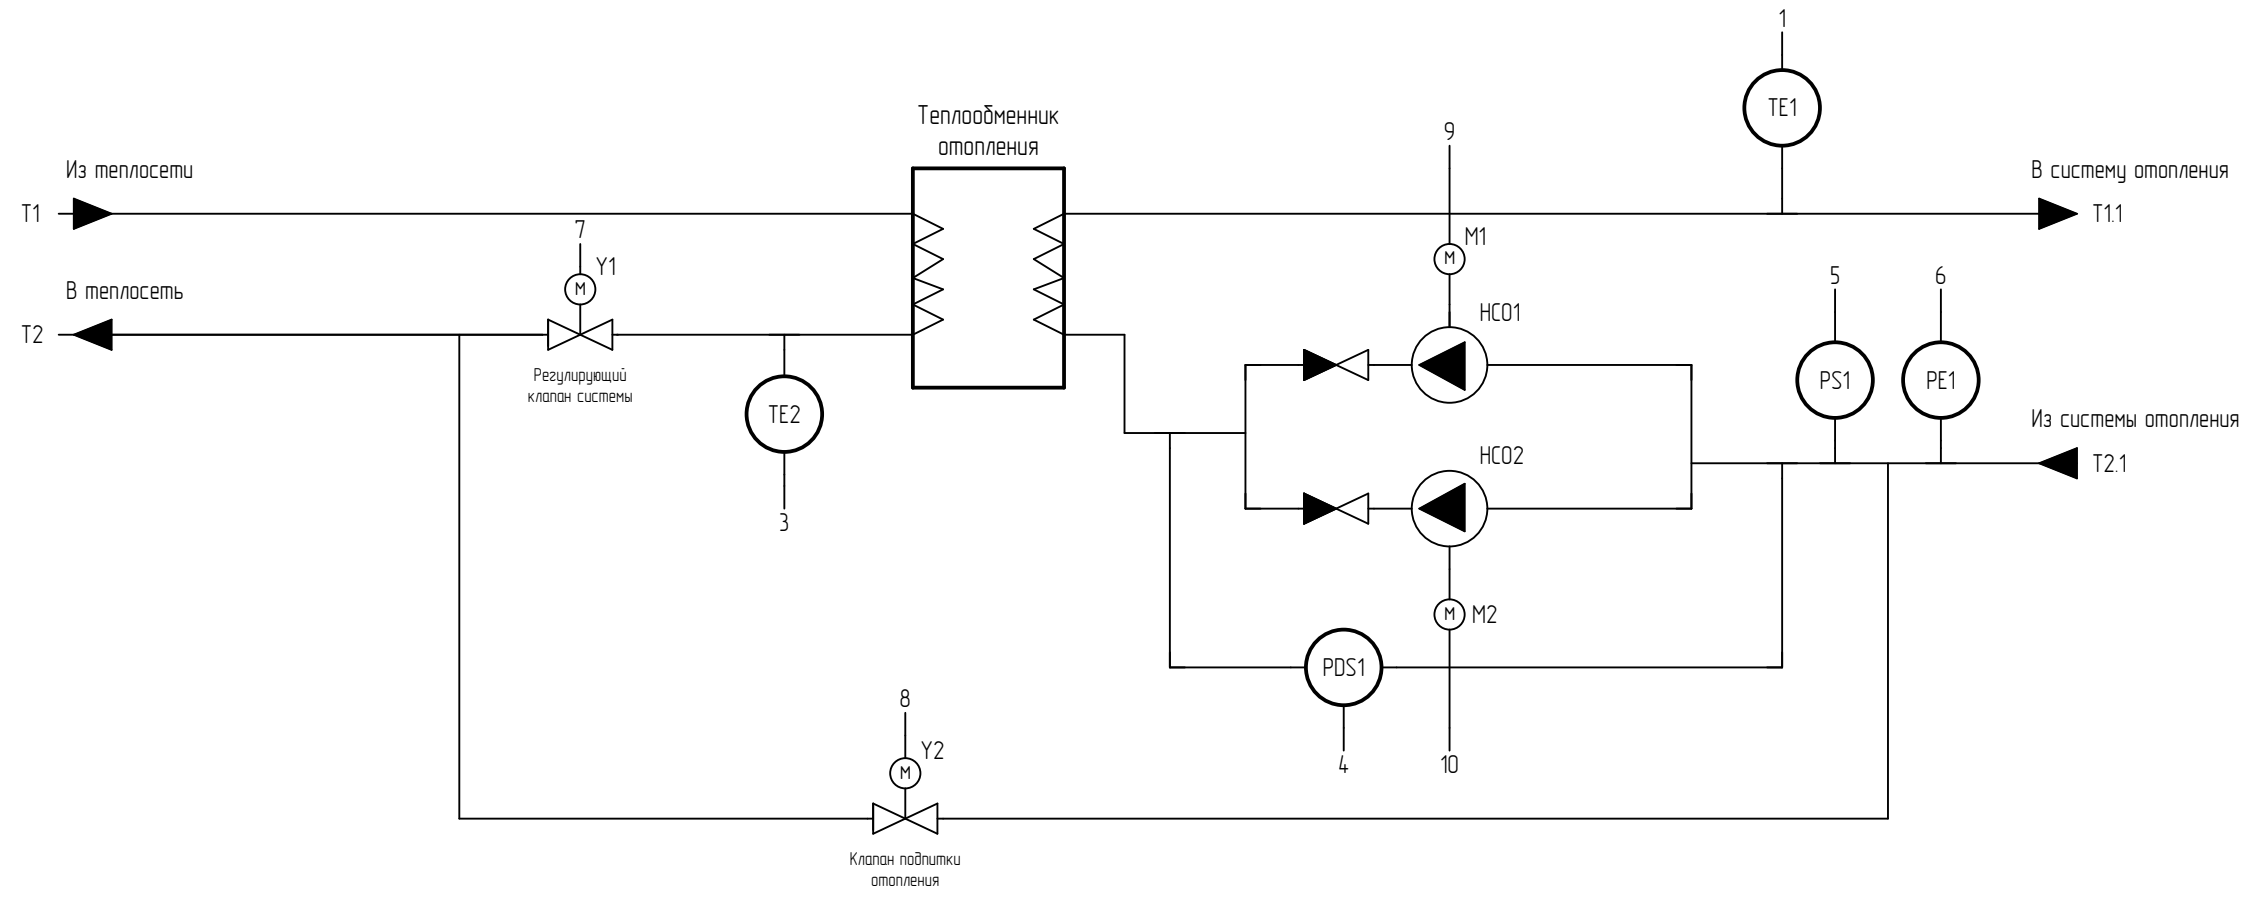 1
TE1
Теплообменник
отопления
9
Из теплосети
В систему отопления
T1
T1.1
7
M1
M
Y1
M
5
6
В теплосеть
НСО1
T2
Регулирующий
клапан системы
PS1
PE1
TE2
Из системы отопления
НСО2
T2.1
3
M
M2
PDS1
8
4
10
Y2
M
Клапан подпитки
отопления